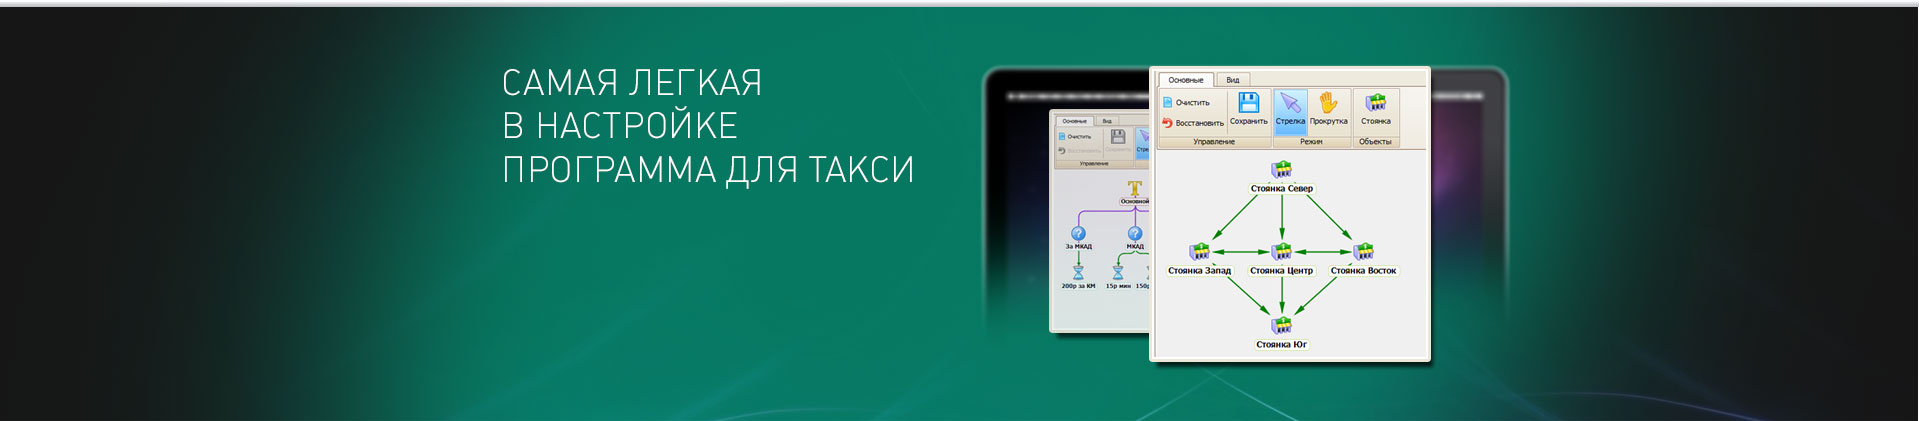 САМАЯ ЛЕГКАЯ
В НАСТРОЙКЕ
ПРОГРАММА ДЛЯ ТАКСИ
Основные Вид
Очистить
Восстановить
Сохранить
Управление
Основной
За МКАД МКАД
200р за КМ 15р мин
Основные Вид
Очистить
Восстановить
Сохранить Стрелка Прокрутка Стоянка
Управление Режим Объекты
Стоянка Север
Стоянка Запад Стоянка Центр Стоянка Восток
Стоянка Юг